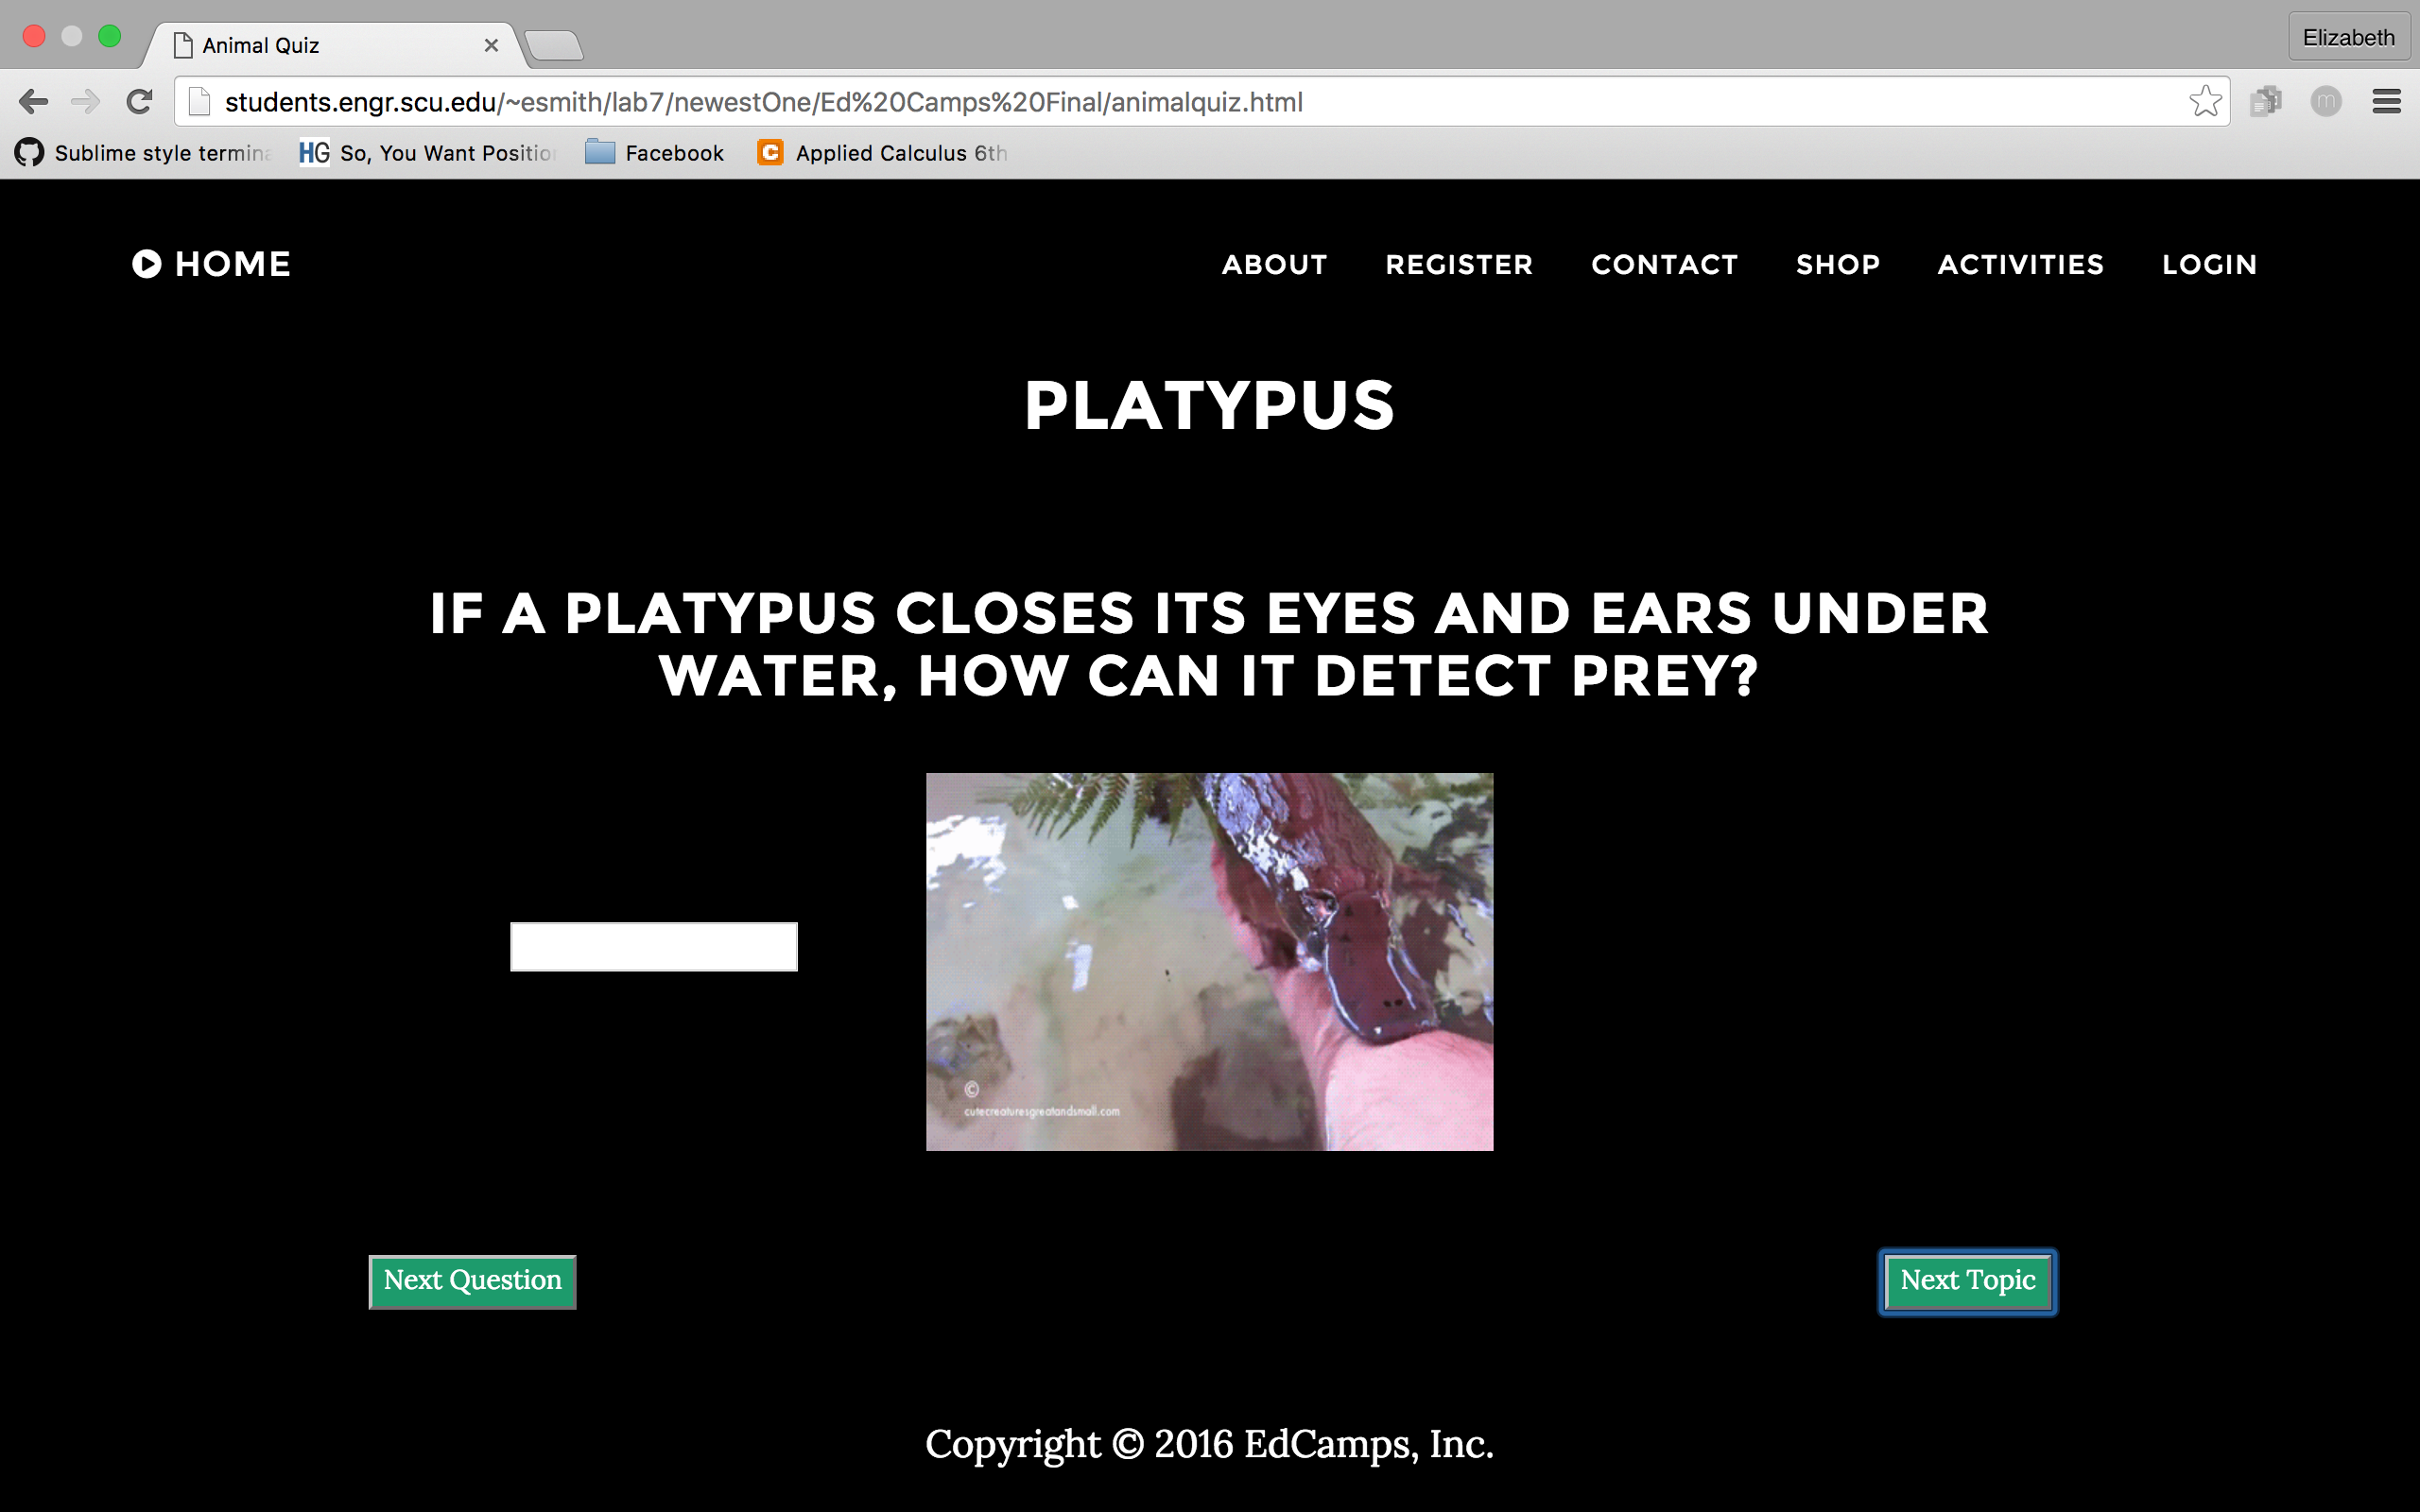 Animal Quiz
Elizabeth
students.engr.scu.edu/~esmith/lab7/newestOne/Ed%20Camps%20Final/animalquiz.html
m
Sublime style termina
HG So, You Want Positio
Facebook
C Applied Calculus 6th
HOME
ABOUT REGISTER CONTACT SHOP ACTIVITIES LOGIN
PLATYPUS
IF A PLATYPUS CLOSES ITS EYES AND EARS UNDER
WATER, HOW CAN IT DETECT PREY?
©
cutecreaturesgreatandsmall.com
Next Question
Next Topic
Copyright © 2016 EdCamps, Inc.